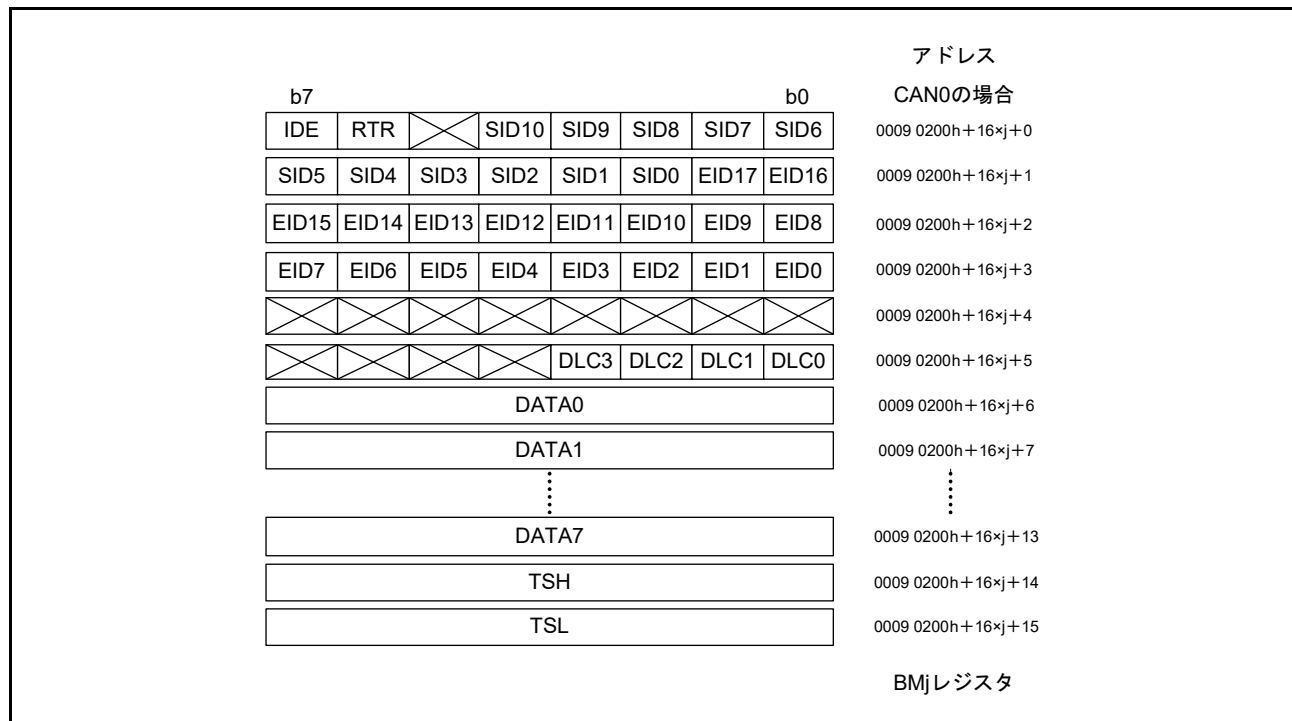 アドレス
b7 b0 CAN0の場合
IDE RTR SID10 SID9 SID8 SID7 SID6 0009 0200h＋16×j＋0
SID5 SID4 SID3 SID2 SID1 SID0 EID17 EID16 0009 0200h＋16×j＋1
EID15 EID14 EID13 EID12 EID11 EID10 EID9 EID8 0009 0200h＋16×j＋2
EID7 EID6 EID5 EID4 EID3 EID2 EID1 EID0 0009 0200h＋16×j＋3
0009 0200h＋16×j＋4
DLC3 DLC2 DLC1 DLC0 0009 0200h＋16×j＋5
DATA0 0009 0200h＋16×j＋6
DATA1 0009 0200h＋16×j＋7
DATA7 0009 0200h＋16×j＋13
TSH 0009 0200h＋16×j＋14
TSL 0009 0200h＋16×j＋15
BMjレジスタ